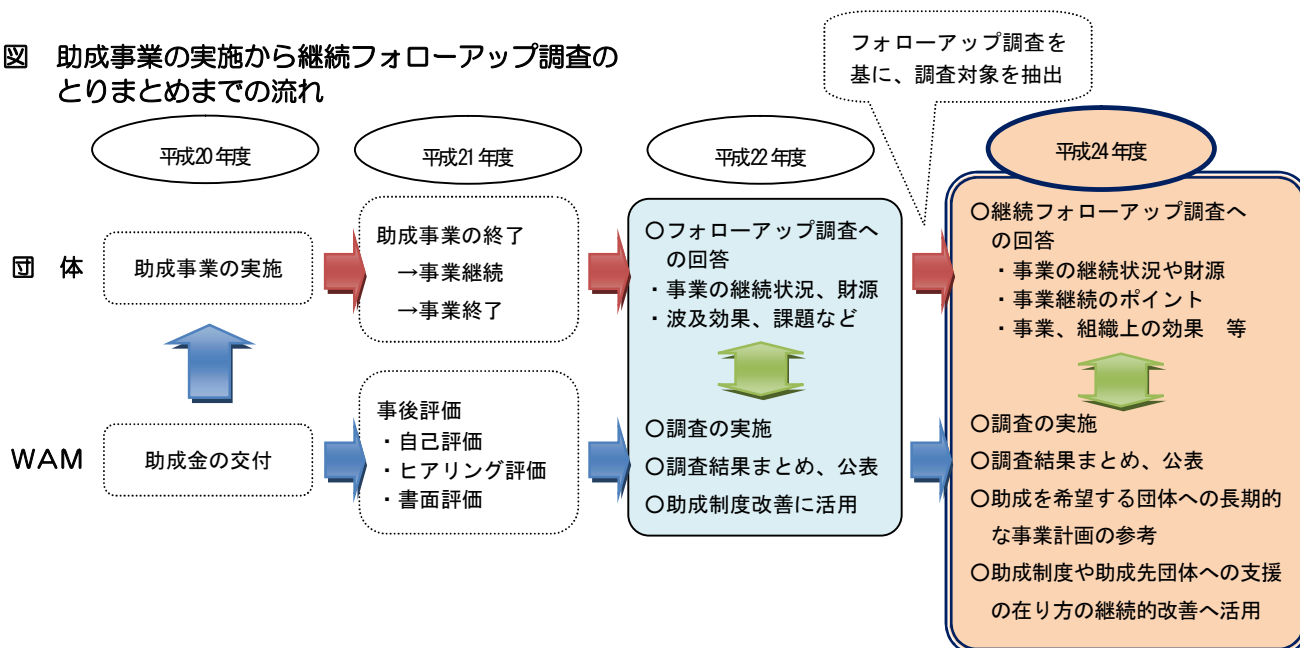 図　助成事業の実施から継続フォローアップ調査の
とりまとめまでの流れ
フォローアップ調査を
基に、調査対象を抽出
平成20年度
平成21年度
平成22年度
平成24年度
団　体
助成事業の実施
助成事業の終了
→事業継続
→事業終了
○フォローアップ調査へ
の回答
・事業の継続状況、財源
・波及効果、課題など
○継続フォローアップ調査へ
の回答
・事業の継続状況や財源
・事業継続のポイント
・事業、組織上の効果　等
WAM
助成金の交付
事後評価
・自己評価
・ヒアリング評価
・書面評価
○調査の実施
○調査結果まとめ、公表
○助成制度改善に活用
○調査の実施
○調査結果まとめ、公表
○助成を希望する団体への長期的
な事業計画の参考
○助成制度や助成先団体への支援
の在り方の継続的改善へ活用